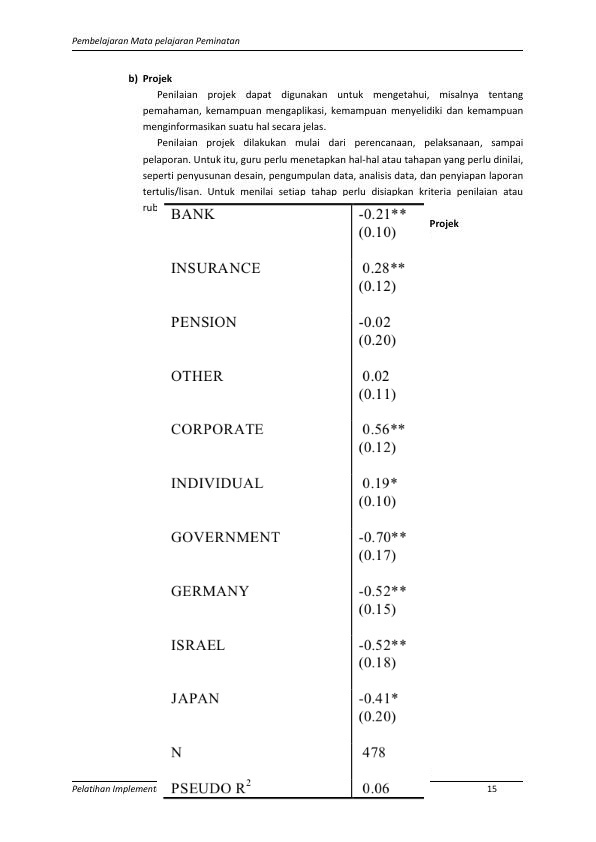 Pembelajaran Mata pelajaran Peminatan
b) Projek
Penilaian projek dapat digunakan untuk mengetahui, misalnya tentang
pemahaman, kemampuan mengaplikasi, kemampuan menyelidiki dan kemampuan
menginformasikan suatu hal secara jelas.
Penilaian projek dilakukan mulai dari perencanaan, pelaksanaan, sampai
pelaporan. Untuk itu, guru perlu menetapkan hal-hal atau tahapan yang perlu dinilai,
seperti penyusunan desain, pengumpulan data, analisis data, dan penyiapan laporan
tertulis/lisan. Untuk menilai setiap tahap perlu disiapkan kriteria penilaian atau
rub
Projek
BANK -0.21**
(0.10)
INSURANCE 0.28**
(0.12)
PENSION -0.02
(0.20)
OTHER 0.02
(0.11)
CORPORATE 0.56**
(0.12)
INDIVIDUAL 0.19*
(0.10)
GOVERNMENT -0.70**
(0.17)
GERMANY -0.52**
(0.15)
ISRAEL -0.52**
(0.18)
JAPAN -0.41*
(0.20)
N 478
PSEUDO R² 0.06
Pelatihan Implement 15